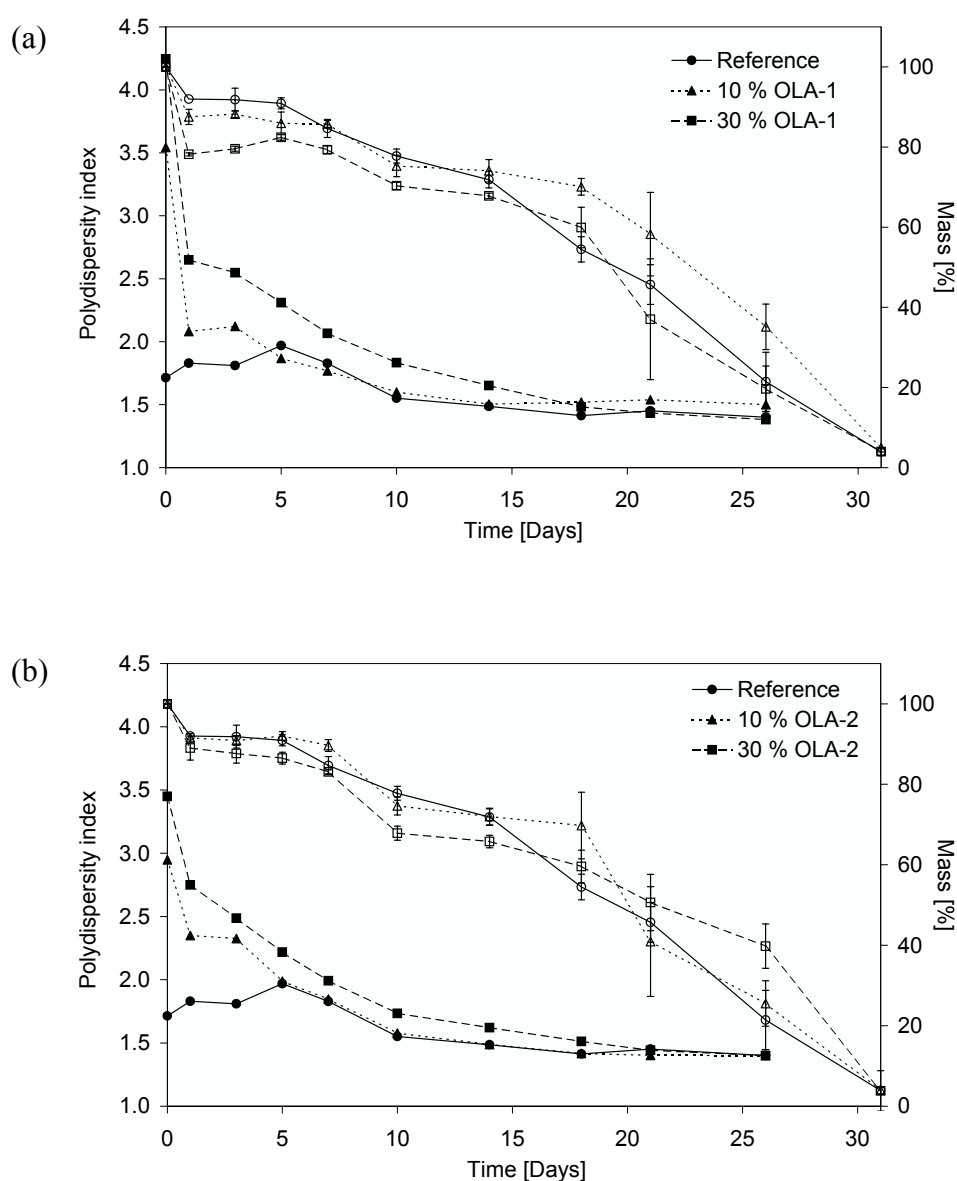 (a)
4.5
4.0
3.5
3.0
2.5
2.0
1.5
1.0
Polydispersity index
Reference
10 % OLA-1
30 % OLA-1
100
80
60
40
20
0
Mass [%]
0 5 10 15 20 25 30
Time [Days]
(b)
4.5
4.0
3.5
3.0
2.5
2.0
1.5
1.0
Polydispersity index
Reference
10 % OLA-2
30 % OLA-2
100
80
60
40
20
0
Mass [%]
0 5 10 15 20 25 30
Time [Days]